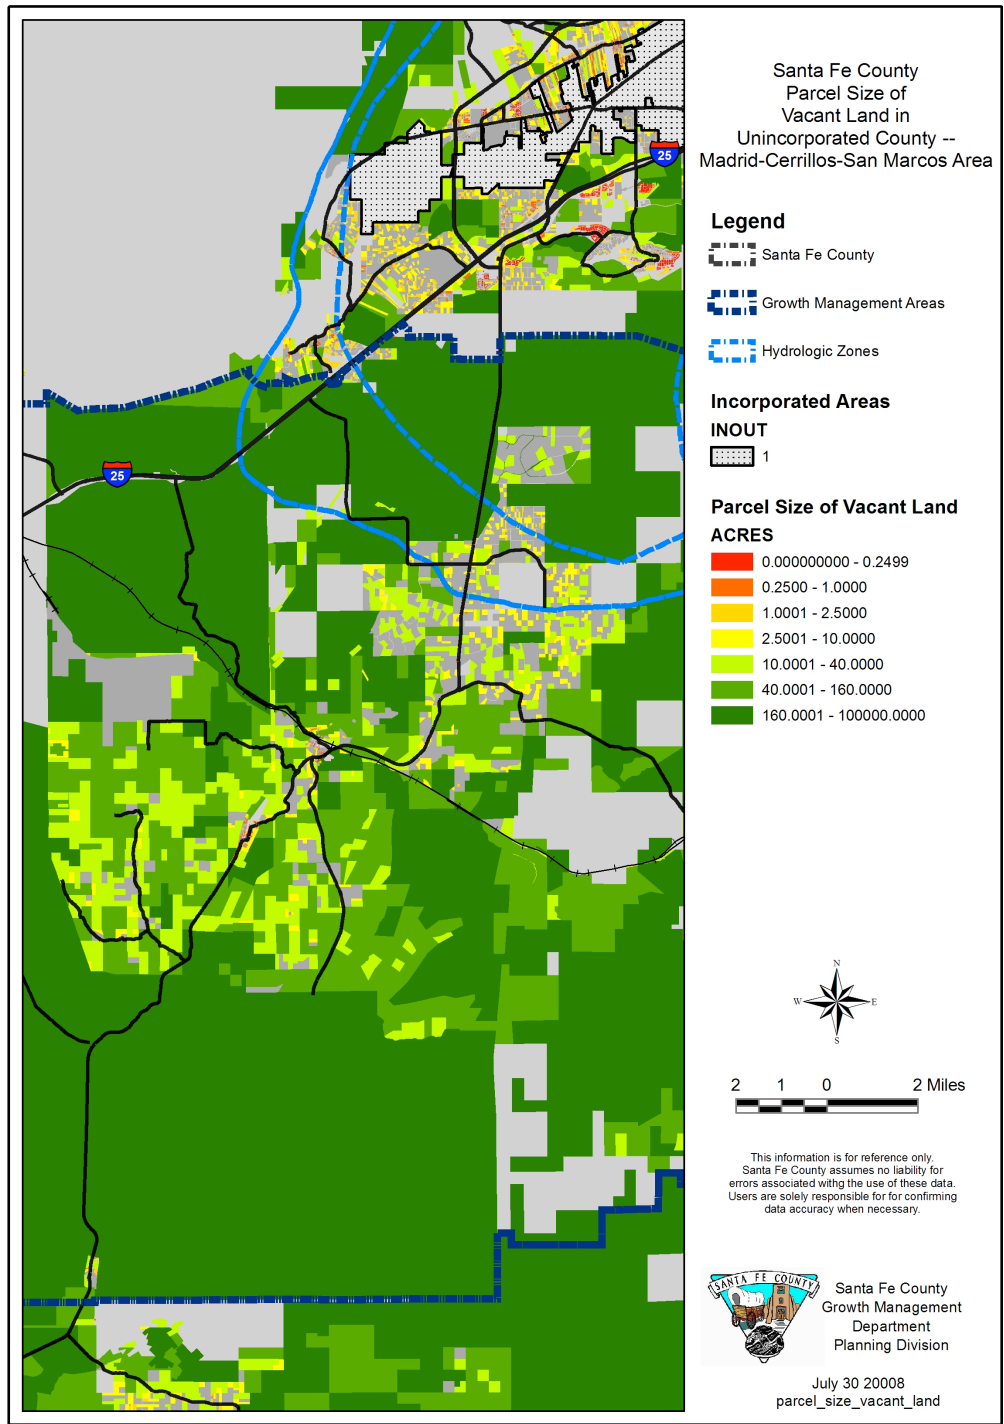 Santa Fe County
Parcel Size of
Vacant Land in
Unincorporated County --
Madrid-Cerrillos-San Marcos Area
25
25
Legend
Santa Fe County
Growth Management Areas
Hydrologic Zones
Incorporated Areas
INOUT
1
Parcel Size of Vacant Land
ACRES
0.000000000 - 0.2499
0.2500 - 1.0000
1.0001 - 2.5000
2.5001 - 10.0000
10.0001 - 40.0000
40.0001 - 160.0000
160.0001 - 100000.0000
N
W E
S
2 1 0 2 Miles
This information is for reference only.
Santa Fe County assumes no liability for
errors associated withg the use of these data.
Users are solely responsible for for confirming
data accuracy when necessary.
SANTA FE COUNTY
Santa Fe County
Growth Management
Department
Planning Division
July 30 20008
parcel_size_vacant_land